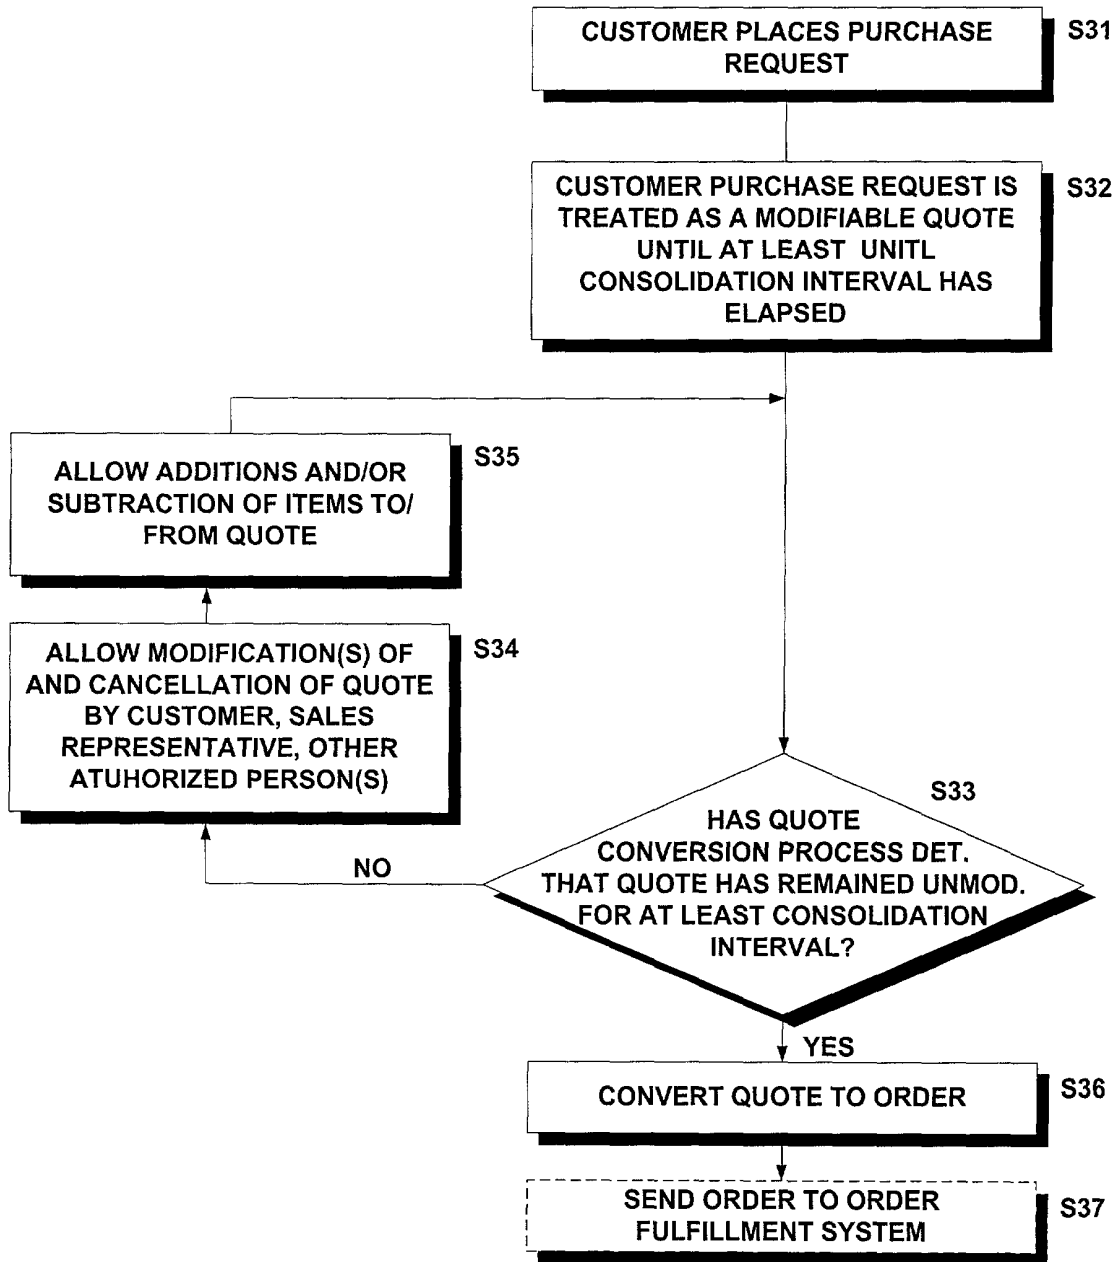 CUSTOMER PLACES PURCHASE
REQUEST
S31
CUSTOMER PURCHASE REQUEST IS
TREATED AS A MODIFIABLE QUOTE
UNTIL AT LEAST UNITL
CONSOLIDATION INTERVAL HAS
ELAPSED
S32
ALLOW ADDITIONS AND/OR
SUBTRACTION OF ITEMS TO/
FROM QUOTE
S35
ALLOW MODIFICATION(S) OF
AND CANCELLATION OF QUOTE
BY CUSTOMER, SALES
REPRESENTATIVE, OTHER
ATUHORIZED PERSON(S)
S34
S33
HAS QUOTE
CONVERSION PROCESS DET.
THAT QUOTE HAS REMAINED UNMOD.
FOR AT LEAST CONSOLIDATION
INTERVAL?
NO
YES
CONVERT QUOTE TO ORDER
S36
SEND ORDER TO ORDER
FULFILLMENT SYSTEM
S37